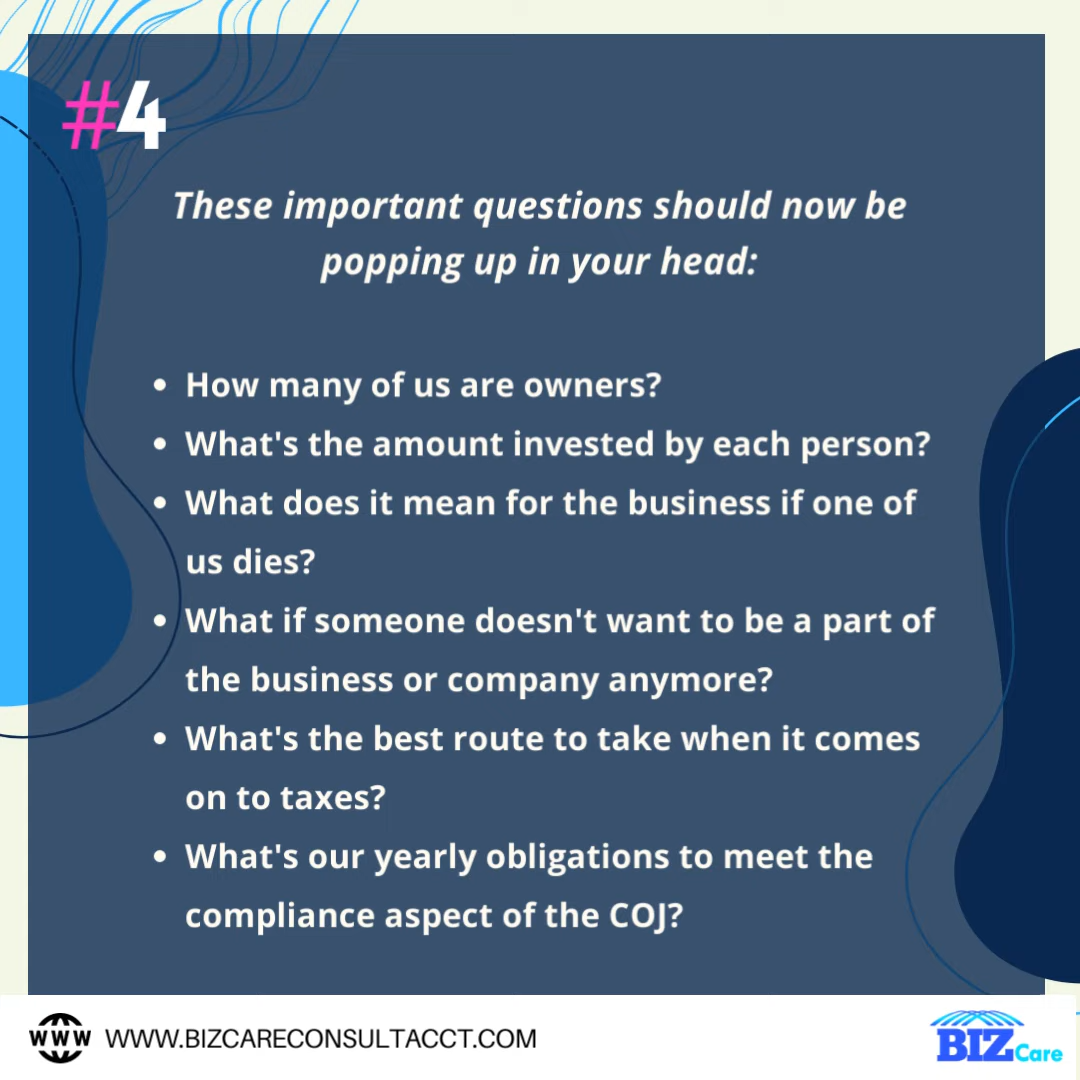 #4
These important questions should now be
popping up in your head:
• How many of us are owners?
• What's the amount invested by each person?
• What does it mean for the business if one of
us dies?
• What if someone doesn't want to be a part of
the business or company anymore?
• What's the best route to take when it comes
on to taxes?
• What's our yearly obligations to meet the
compliance aspect of the COJ?
WWW WWW.BIZCARECONSULTACCT.COM
BIZ Care